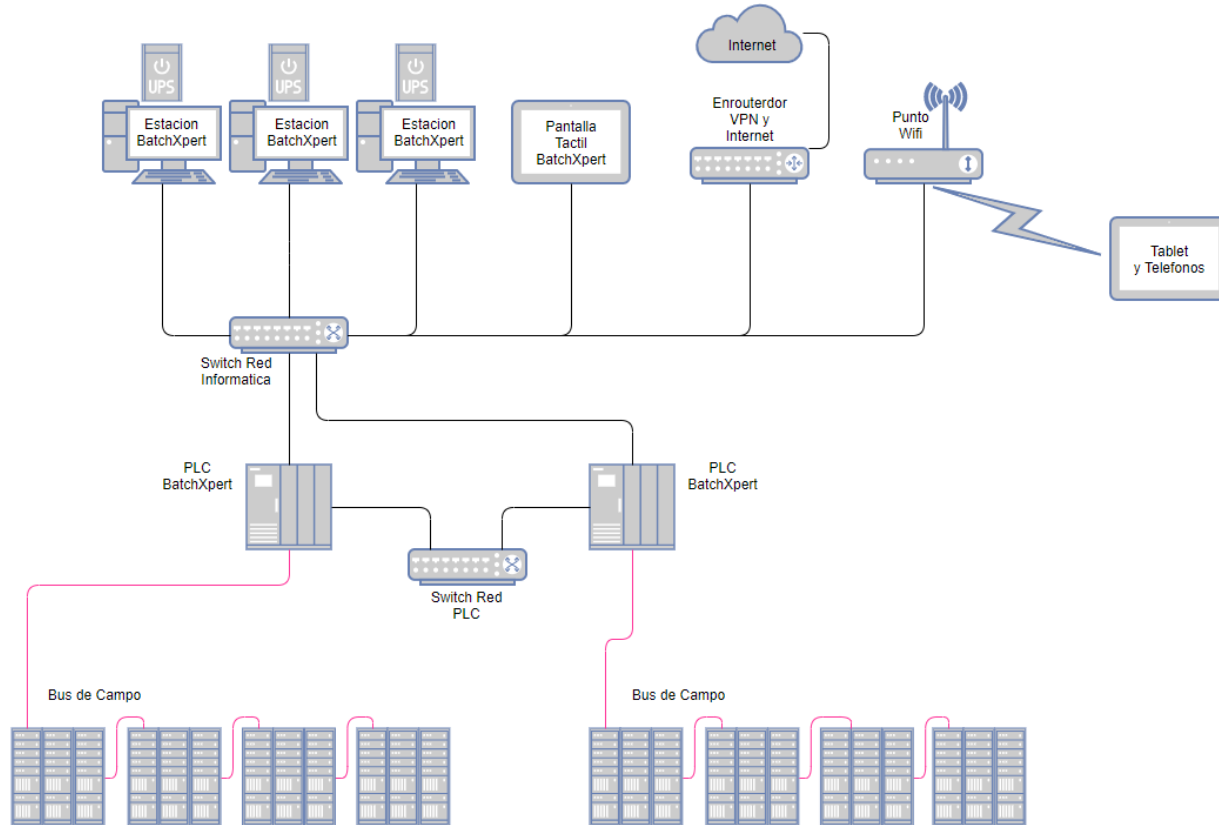 UPS
UPS
UPS
Estacion
BatchXpert
Estacion
BatchXpert
Estacion
BatchXpert
Pantalla
Tactil
BatchXpert
Internet
Enrouterdor
VPN y
Internet
Punto
Wifi
Tablet
y Telefonos
Switch Red
Informatica
PLC
BatchXpert
PLC
BatchXpert
Switch Red
PLC
Bus de Campo
Bus de Campo